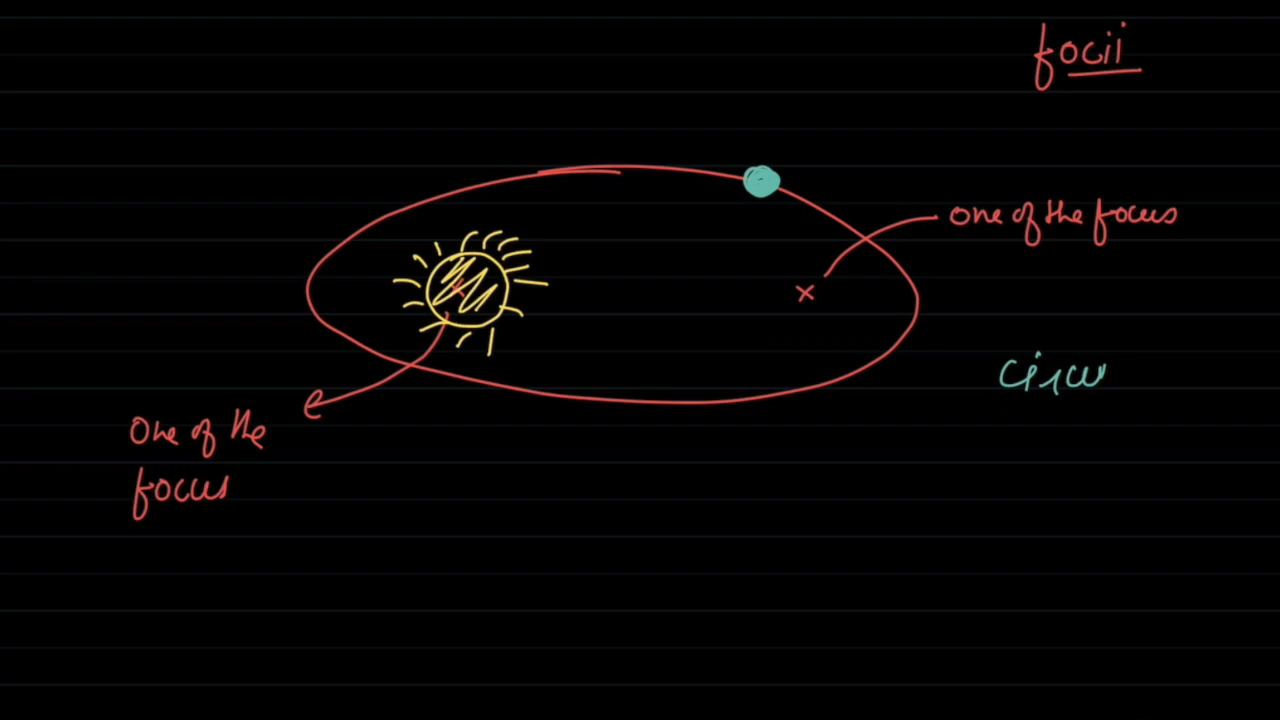 focii
one of the focus
circu
One of the
focus